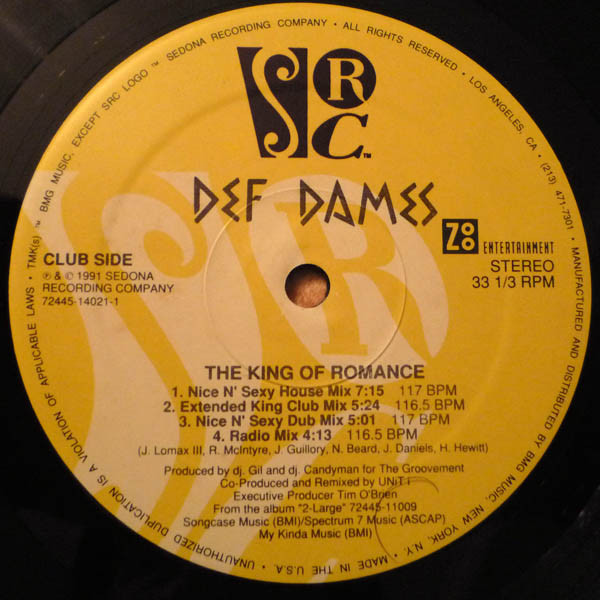 SRC™
DEF DAMES
ZOO ENTERTAINMENT
CLUB SIDE
STEREO
℗ & © 1991 SEDONA
33 1/3 RPM
RECORDING COMPANY
72445-14021-1
THE KING OF ROMANCE
1. Nice N' Sexy House Mix 7:15 117 BPM
2. Extended King Club Mix 5:24 116.5 BPM
3. Nice N' Sexy Dub Mix 5:01 117 BPM
4. Radio Mix 4:13 116.5 BPM
(J. Lomax III, R. McIntyre, J. Guillory, N. Beard, J. Daniels, H. Hewitt)
Produced by dj. Gil and dj. Candyman for The Groovement
Co-Produced and Remixed by UNiT I
Executive Producer Tim O'Brien
From the album "2-Large" 72445-11009
Songcase Music (BMI)/Spectrum 7 Music (ASCAP)
My Kinda Music (BMI)
TMK(s) ™ BMG MUSIC, EXCEPT SRC LOGO ™ SEDONA RECORDING COMPANY • ALL RIGHTS RESERVED • LOS ANGELES, CA • (213) 471-7301 • MANUFACTURED AND DISTRIBUTED BY BMG MUSIC, NEW YORK, N.Y. • MADE IN THE U.S.A. • UNAUTHORIZED DUPLICATION IS A VIOLATION OF APPLICABLE LAWS •